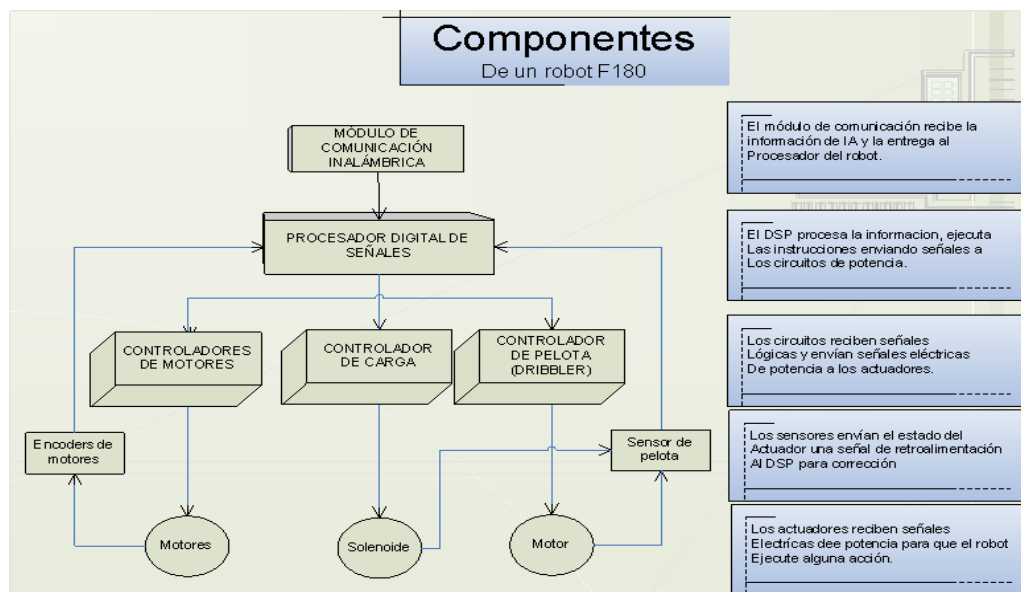 Componentes
De un robot F180
MÓDULO DE
COMUNICACIÓN
INALÁMBRICA
El módulo de comunicación recibe la
información de IA y la entrega al
Procesador del robot.
PROCESADOR DIGITAL DE
SEÑALES
El DSP procesa la informacion, ejecuta
Las instrucciones enviando señales a
Los circuitos de potencia.
CONTROLADORES
DE MOTORES
CONTROLADOR
DE CARGA
CONTROLADOR
DE PELOTA
(DRIBBLER)
Los circuitos reciben señales
Lógicas y envían señales eléctricas
De potencia a los actuadores.
Encoders de
motores
Sensor de
pelota
Los sensores envían el estado del
Actuador una señal de retroalimentación
Al DSP para corrección
Motores
Solenoide
Motor
Los actuadores reciben señales
Electrícas dee potencia para que el robot
Ejecute alguna acción.